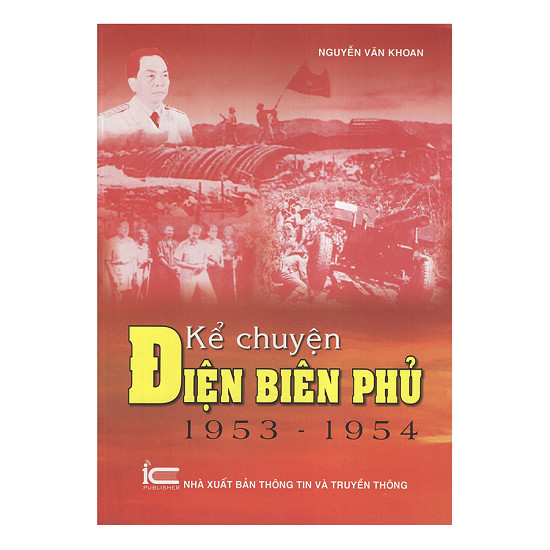 NGUYỄN VĂN KHOAN
Kể chuyện
ĐIỆN BIÊN PHỦ
1953 - 1954
ic
PUBLISHER
NHÀ XUẤT BẢN THÔNG TIN VÀ TRUYỀN THÔNG